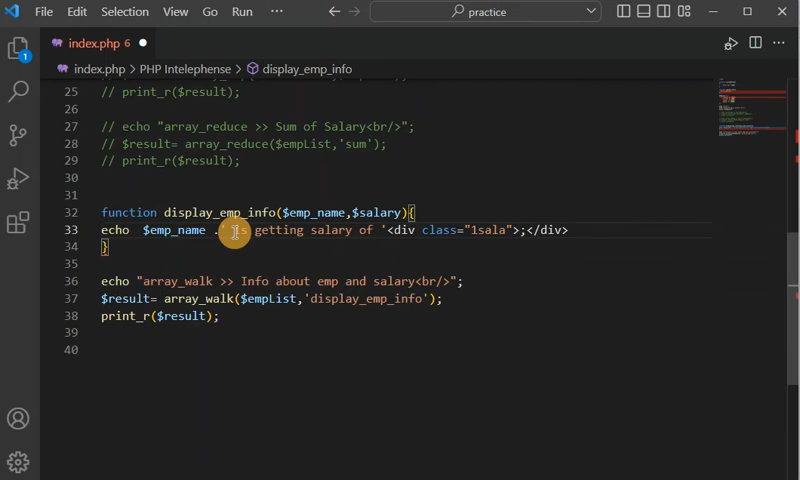 File Edit Selection View Go Run ··· practice
index.php 6
index.php > PHP Intelephense > display_emp_info
25 // print_r($result);
26
27 // echo "array_reduce >> Sum of Salary<br/>";
28 // $result= array_reduce($empList,'sum');
29 // print_r($result);
30
31
32 function display_emp_info($emp_name,$salary){
33 echo  $emp_name .' is getting salary of '<div class="1sala">;</div>
34 }
35
36 echo "array_walk >> Info about emp and salary<br/>";
37 $result= array_walk($empList,'display_emp_info');
38 print_r($result);
39
40
1